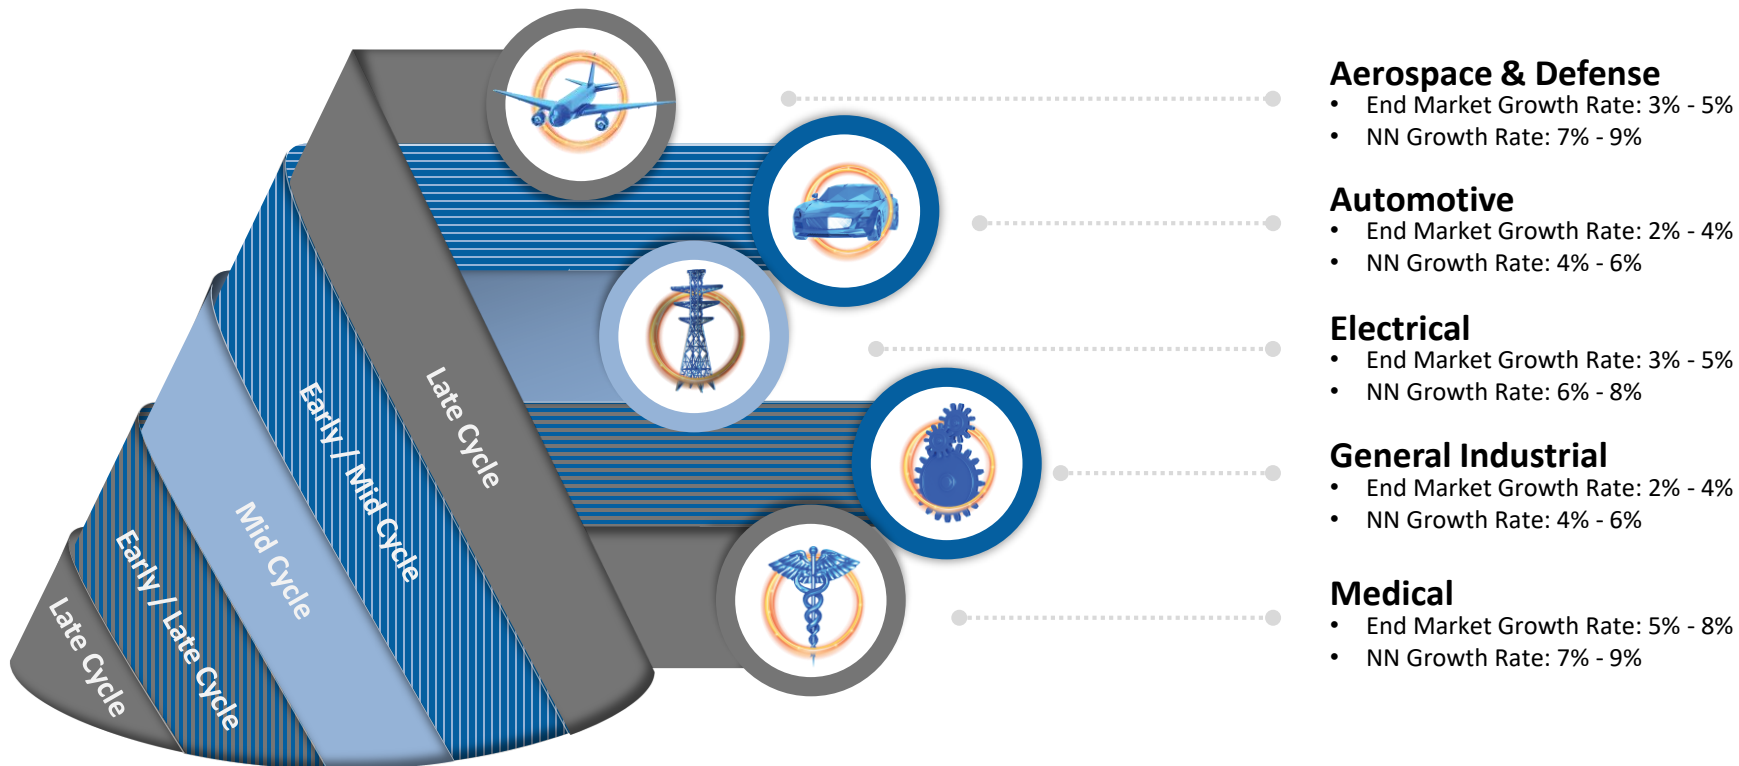 Aerospace & Defense
• End Market Growth Rate: 3% - 5%
• NN Growth Rate: 7% - 9%
Automotive
• End Market Growth Rate: 2% - 4%
• NN Growth Rate: 4% - 6%
Electrical
• End Market Growth Rate: 3% - 5%
• NN Growth Rate: 6% - 8%
General Industrial
• End Market Growth Rate: 2% - 4%
• NN Growth Rate: 4% - 6%
Medical
• End Market Growth Rate: 5% - 8%
• NN Growth Rate: 7% - 9%
Late Cycle
Early / Mid Cycle
Mid Cycle
Early / Late Cycle
Late Cycle